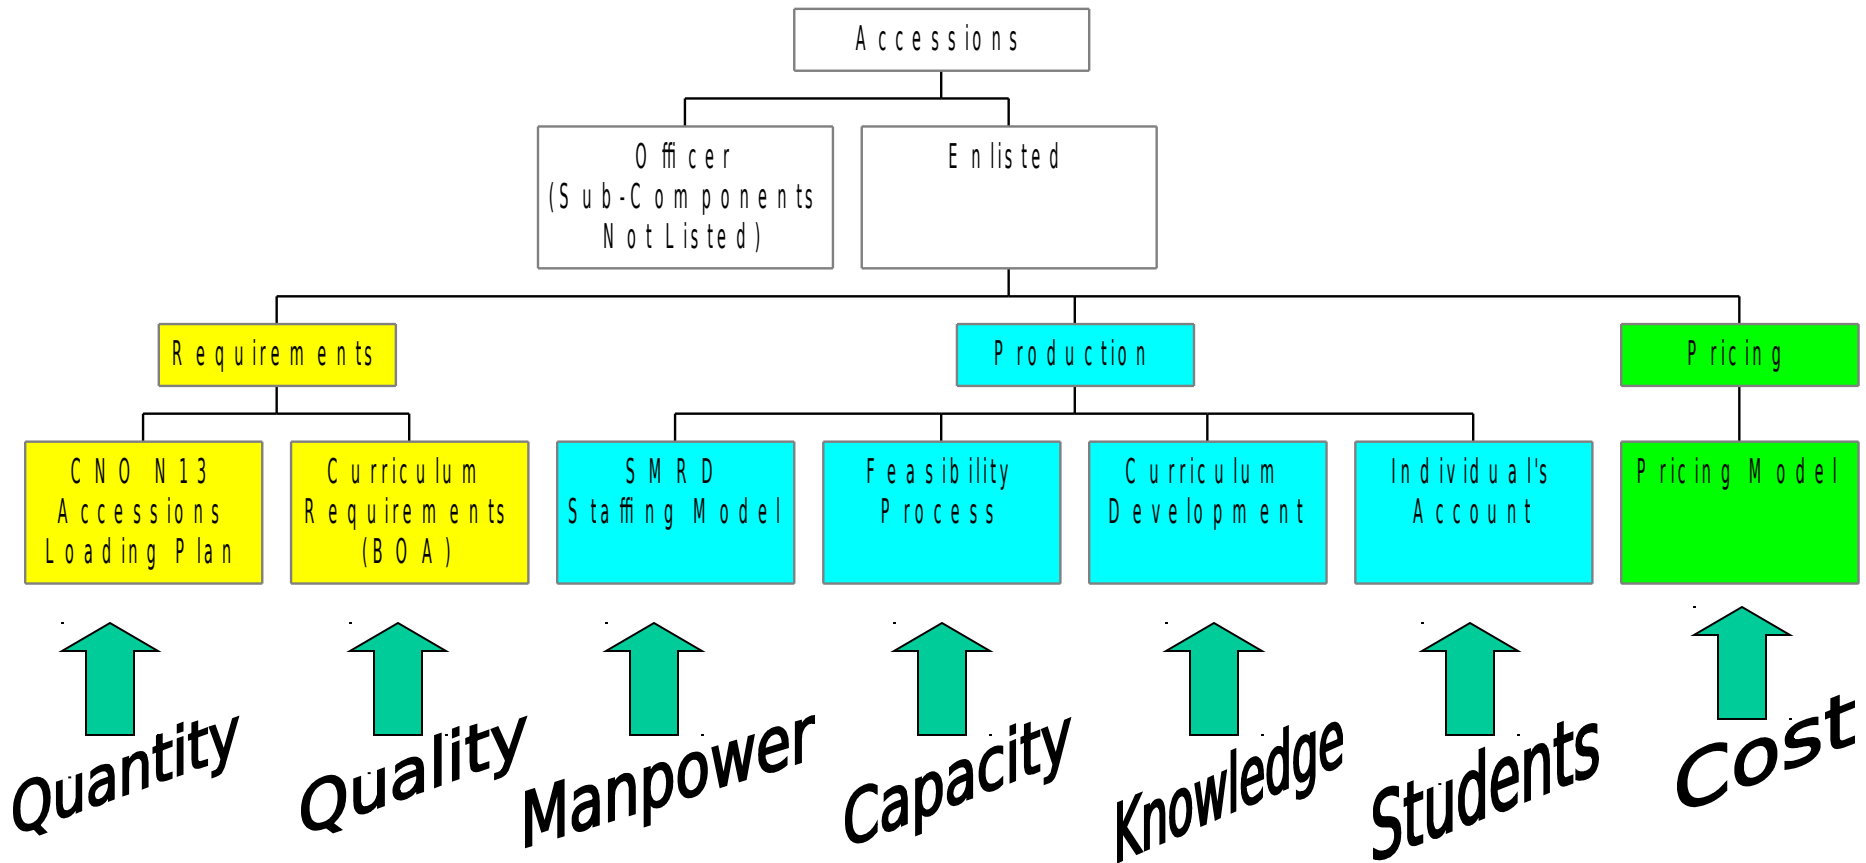 Accessions
Officer
(Sub-Components
Not Listed)
Enlisted
Requirements
Production
Pricing
CNO N13
Accessions
Loading Plan
Curriculum
Requirements
(BOA)
SMRD
Staffing Model
Feasibility
Process
Curriculum
Development
Individual's
Account
Pricing Model
Quantity
Quality
Manpower
Capacity
Knowledge
Students
Cost